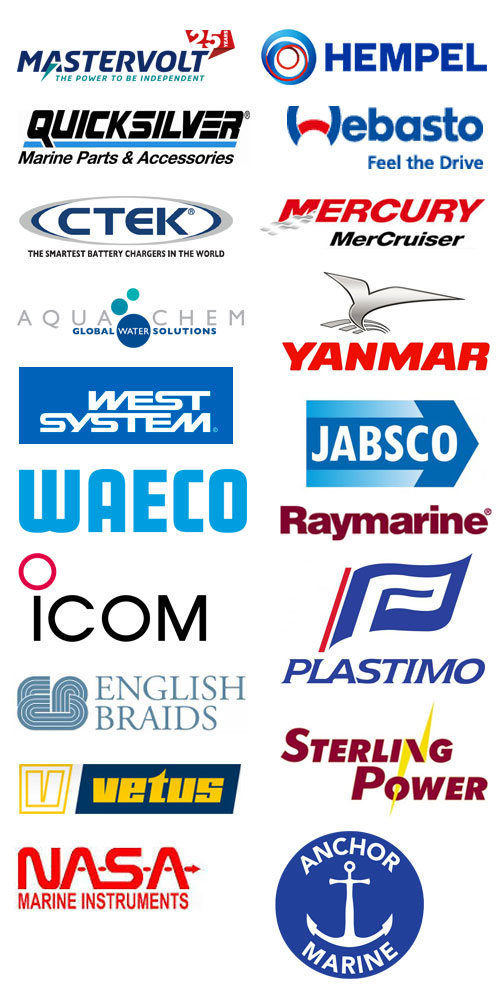 MASTERVOLT
25 YEARS
THE POWER TO BE INDEPENDENT
HEMPEL
QUICKSILVER®
Marine Parts & Accessories
Webasto
Feel the Drive
CTEK®
THE SMARTEST BATTERY CHARGERS IN THE WORLD
MERCURY
MerCruiser
AQUA CHEM
GLOBAL WATER SOLUTIONS
YANMAR
WEST
SYSTEM®
JABSCO
WAECO
Raymarine®
ICOM
PLASTIMO
ENGLISH
BRAIDS
STERLING
POWER
V vetus
NASA
MARINE INSTRUMENTS
ANCHOR
MARINE